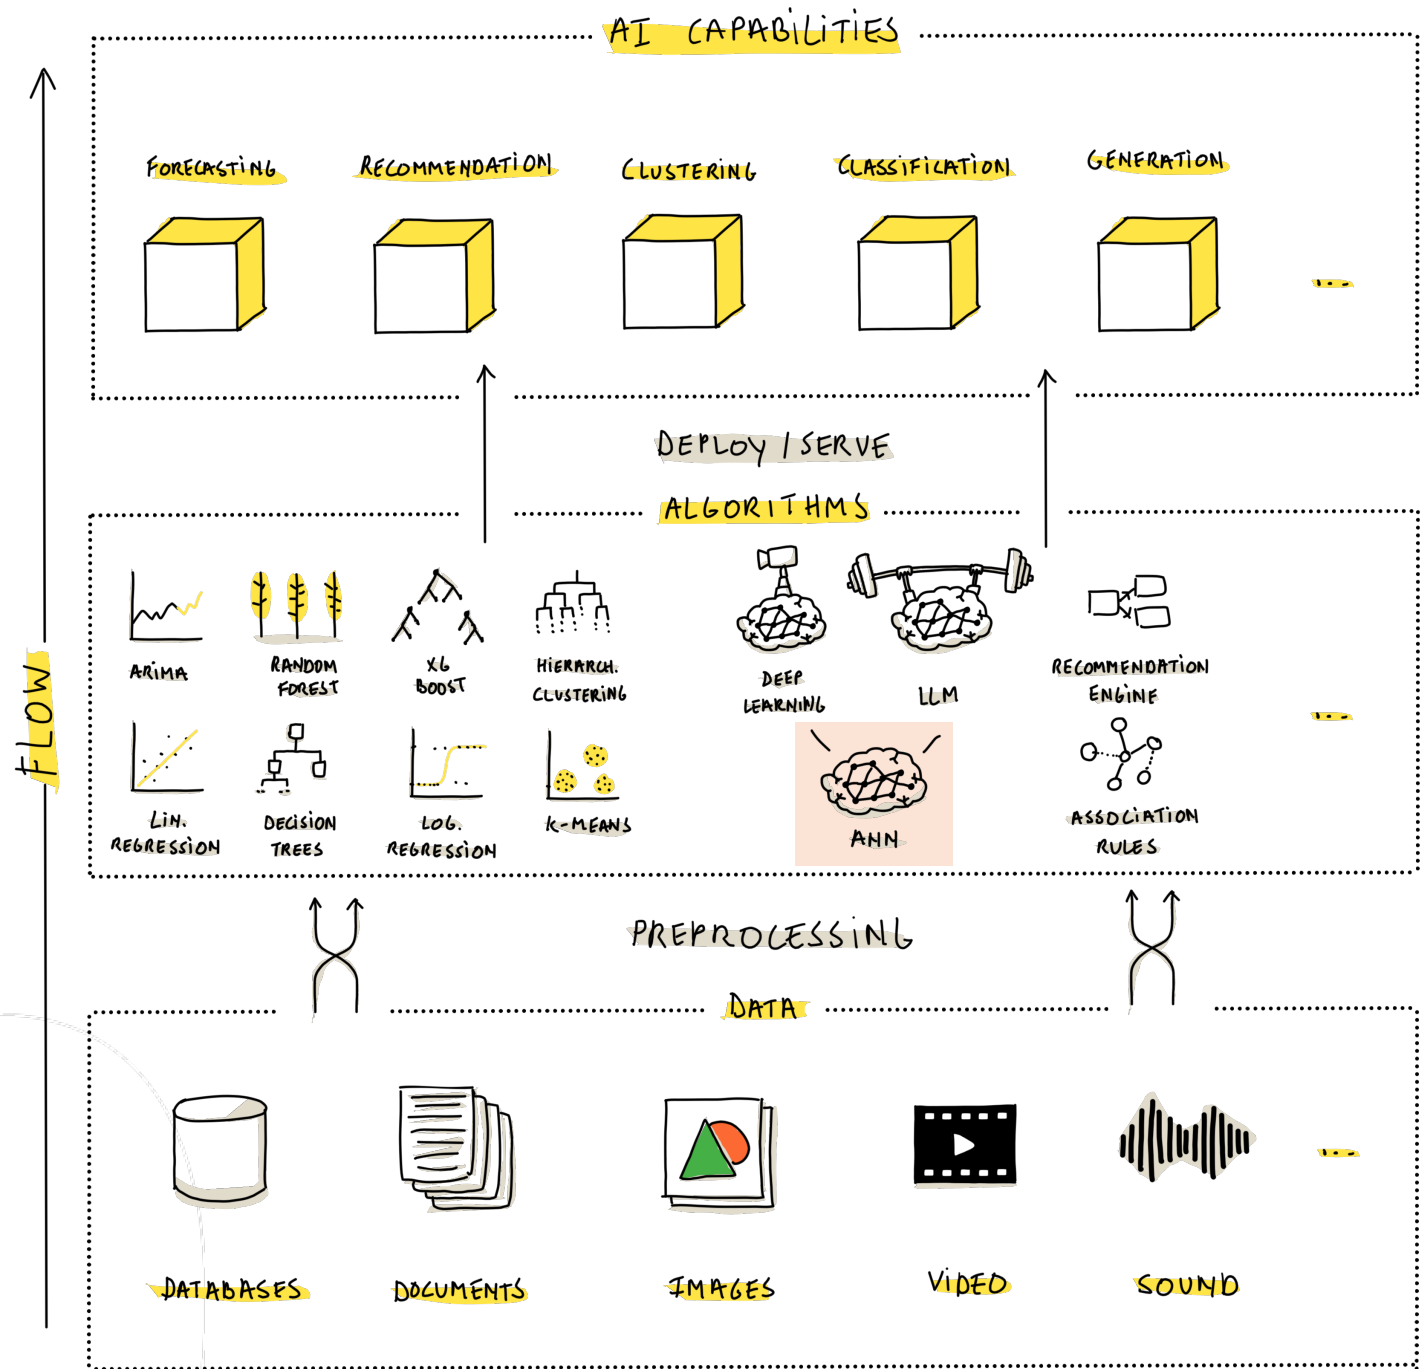 AI CAPABILITIES
FORECASTING
RECOMMENDATION
CLUSTERING
CLASSIFICATION
GENERATION
DEPLOY / SERVE
ALGORITHMS
FLOW
ARIMA
RANDOM
FOREST
XG
BOOST
HIERARCH.
CLUSTERING
DEEP
LEARNING
LLM
RECOMMENDATION
ENGINE
LIN.
REGRESSION
DECISION
TREES
LOG.
REGRESSION
K-MEANS
ANN
ASSOCIATION
RULES
PREPROCESSING
DATA
DATABASES
DOCUMENTS
IMAGES
VIDEO
SOUND